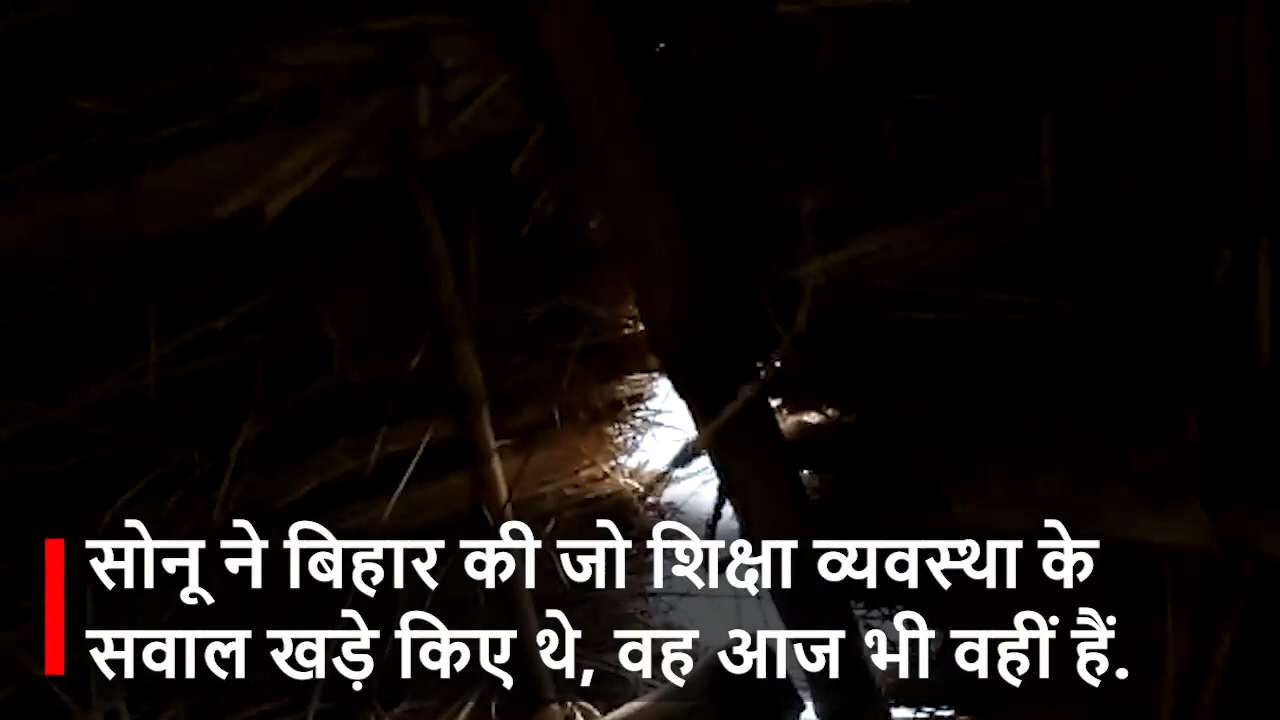 सोनू ने बिहार की जो शिक्षा व्यवस्था के
सवाल खड़े किए थे, वह आज भी वहीं हैं.